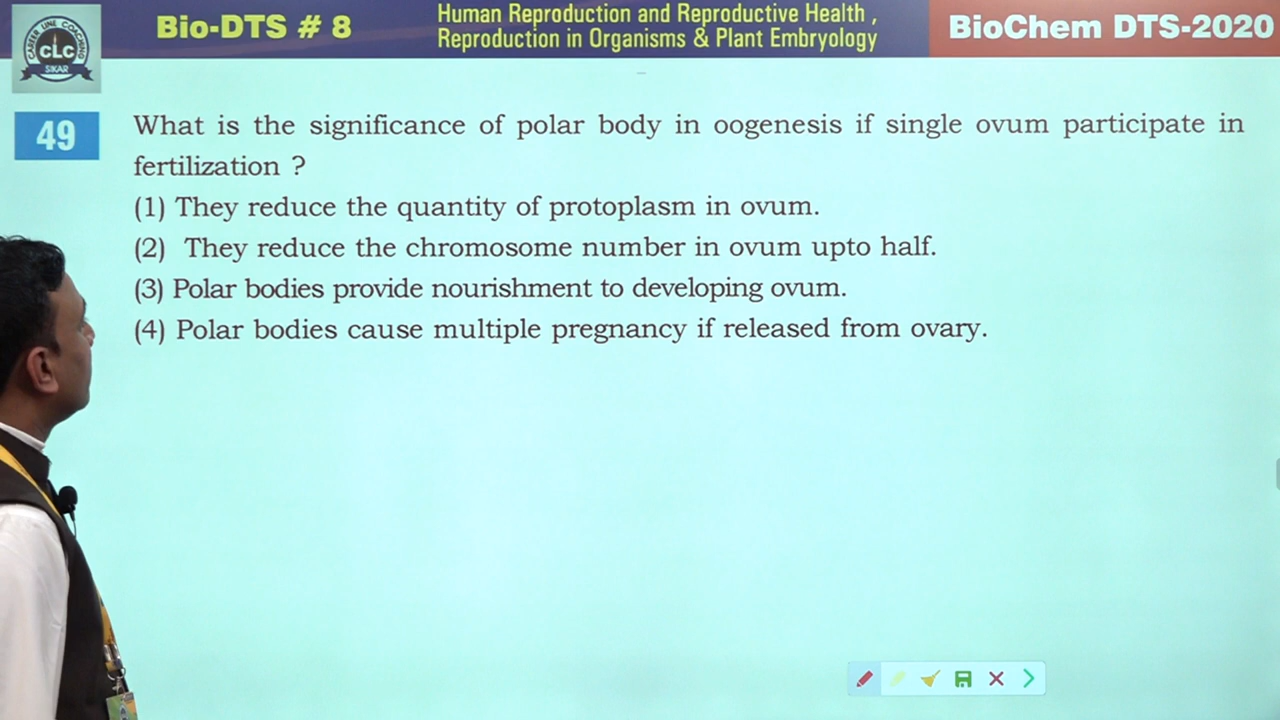 Bio-DTS # 8
Human Reproduction and Reproductive Health ,
Reproduction in Organisms & Plant Embryology
BioChem DTS-2020
CAREER LINE COACHING
CLC
SIKAR
49
What is the significance of polar body in oogenesis if single ovum participate in
fertilization ?
(1) They reduce the quantity of protoplasm in ovum.
(2) They reduce the chromosome number in ovum upto half.
(3) Polar bodies provide nourishment to developing ovum.
(4) Polar bodies cause multiple pregnancy if released from ovary.